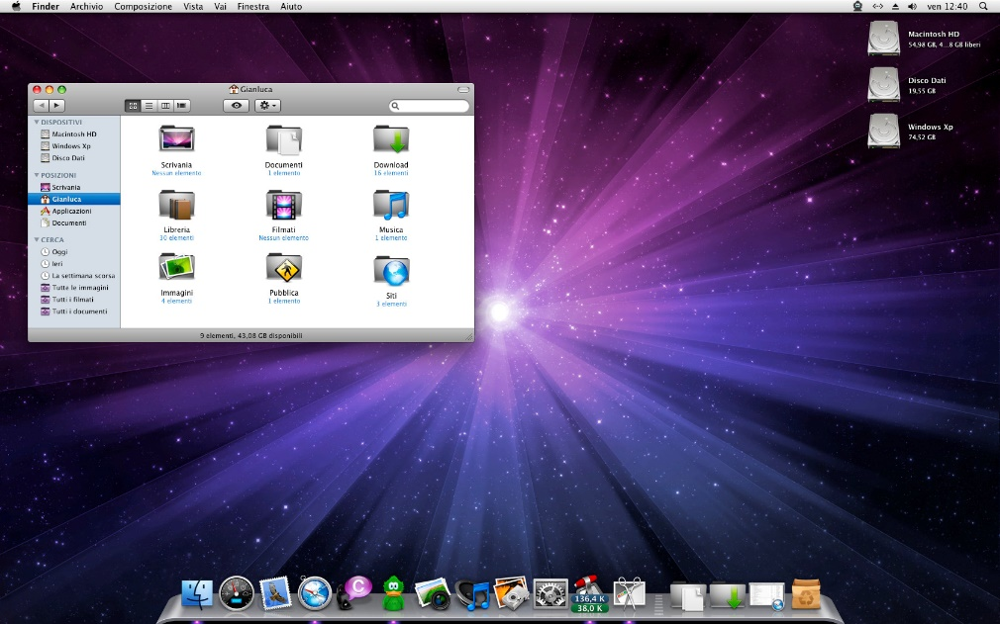 Finder Archivio Composizione Vista Vai Finestra Aiuto
ven 12:40
Macintosh HD
54,98 GB, 4...8 GB liberi
Disco Dati
19,55 GB
Windows Xp
74,52 GB
Gianluca
DISPOSITIVI
Macintosh HD
Windows Xp
Disco Dati
POSIZIONI
Scrivania
Gianluca
Applicazioni
Documenti
CERCA
Oggi
Ieri
La settimana scorsa
Tutte le immagini
Tutti i filmati
Tutti i documenti
Scrivania
Nessun elemento
Documenti
1 elemento
Download
16 elementi
Libreria
30 elementi
Filmati
Nessun elemento
Musica
1 elemento
Immagini
4 elementi
Pubblica
1 elemento
Siti
3 elementi
9 elementi, 43,08 GB disponibili
C
136,4 K
38,0 K